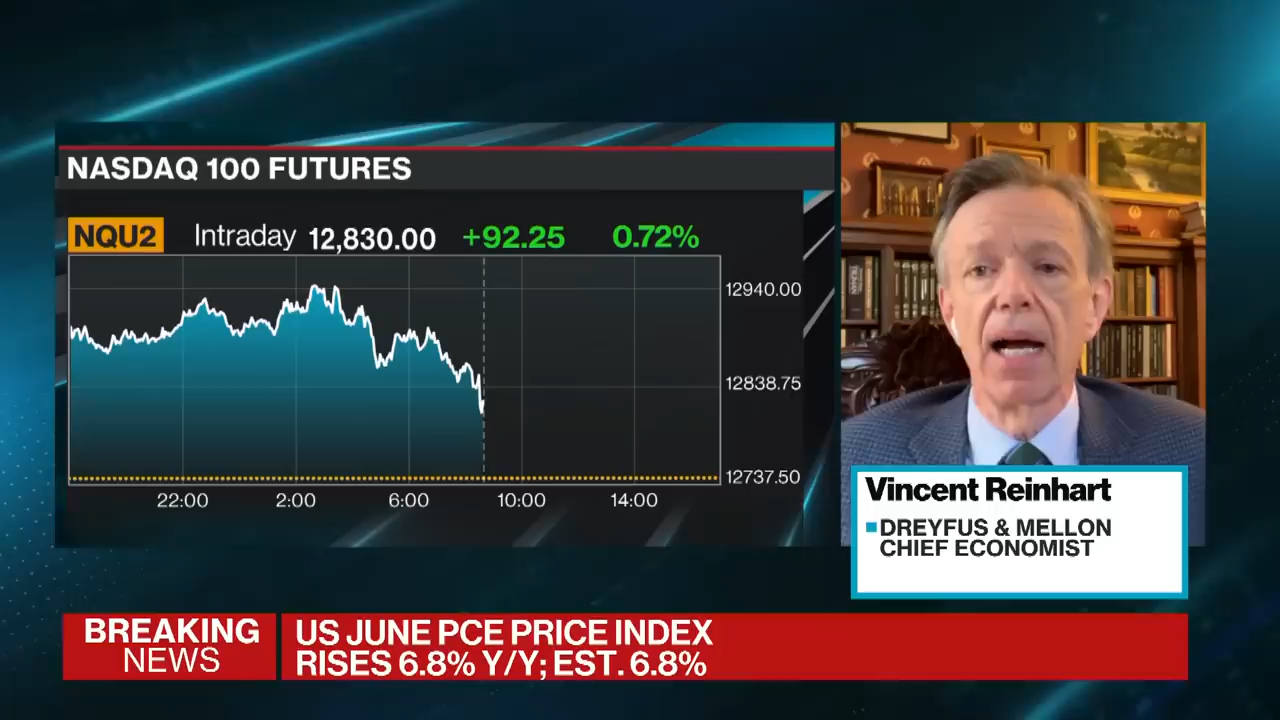 NASDAQ 100 FUTURES
NQU2 Intraday 12,830.00 +92.25 0.72%
12940.00
12838.75
12737.50
22:00 2:00 6:00 10:00 14:00
TRUMAN
Vincent Reinhart
DREYFUS & MELLON
CHIEF ECONOMIST
BREAKING
NEWS
US JUNE PCE PRICE INDEX
RISES 6.8% Y/Y; EST. 6.8%